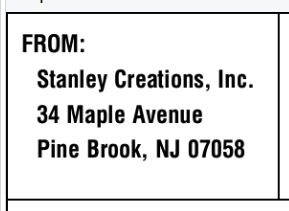 FROM:
Stanley Creations, Inc.
34 Maple Avenue
Pine Brook, NJ 07058